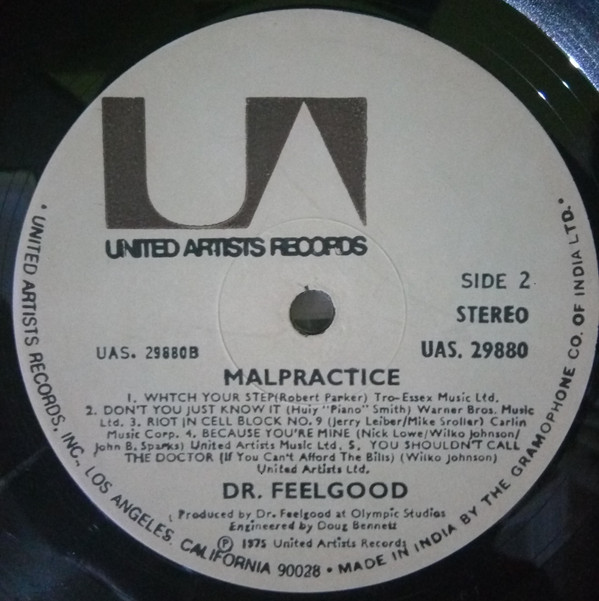 UA
UNITED ARTISTS RECORDS
SIDE 2
STEREO
UAS. 29880B
UAS. 29880
MALPRACTICE
1. WHTCH YOUR STEP(Robert Parker) Tro-Essex Music Ltd.
2. DON'T YOU JUST KNOW IT (Huiy "Piano" Smith) Warner Bros. Music
Ltd. 3. RIOT IN CELL BLOCK NO. 9 (Jerry Leiber/Mike Sroller) Carlin
Music Corp. 4. BECAUSE YOU'RE MINE (Nick Lowe/Wilko Johnson/
John B. Sparks) United Artists Music Ltd. 5. YOU SHOULDN'T CALL
THE DOCTOR (If You Can't Afford The Bills) (Wilko Johnson)
United Artists Ltd.
DR. FEELGOOD
Produced by Dr. Feelgood at Olympic Studios
Engineered by Doug Bennett
℗ 1975 United Artists Records
• UNITED ARTISTS RECORDS, INC., LOS ANGELES, CALIFORNIA 90028 • MADE IN INDIA BY THE GRAMOPHONE CO. OF INDIA LTD. •